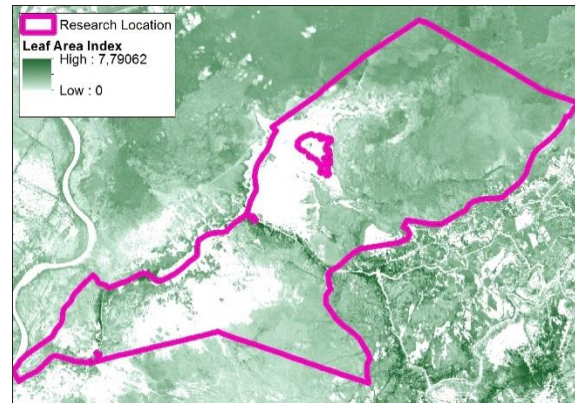 Research Location
Leaf Area Index
High : 7,79062
Low : 0